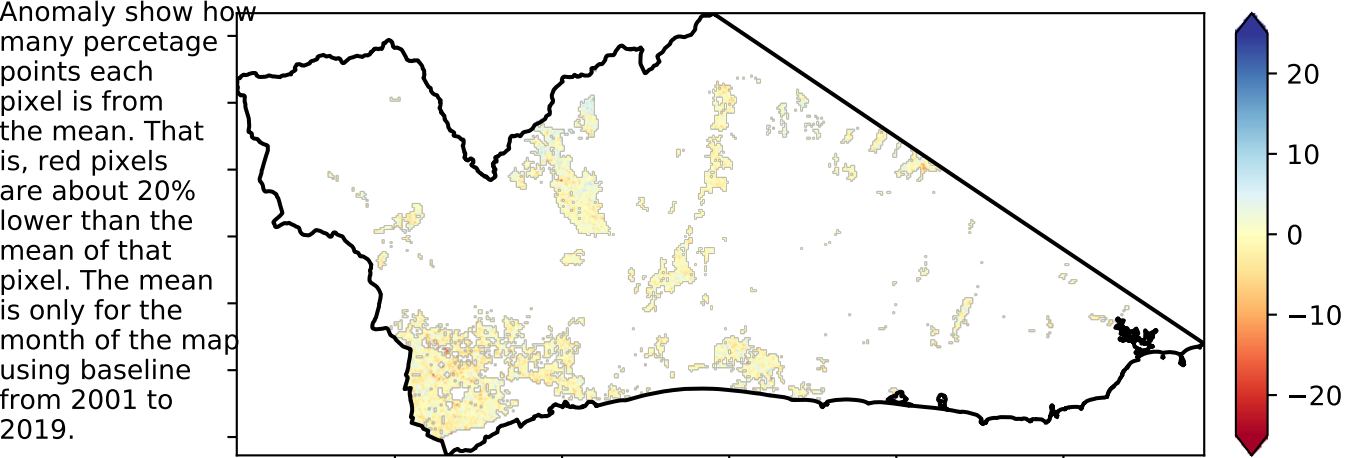 Anomaly show how
many percetage
points each
pixel is from
the mean. That
is, red pixels
are about 20%
lower than the
mean of that
pixel. The mean
is only for the
month of the map
using baseline
from 2001 to
2019.
20
10
0
−10
−20